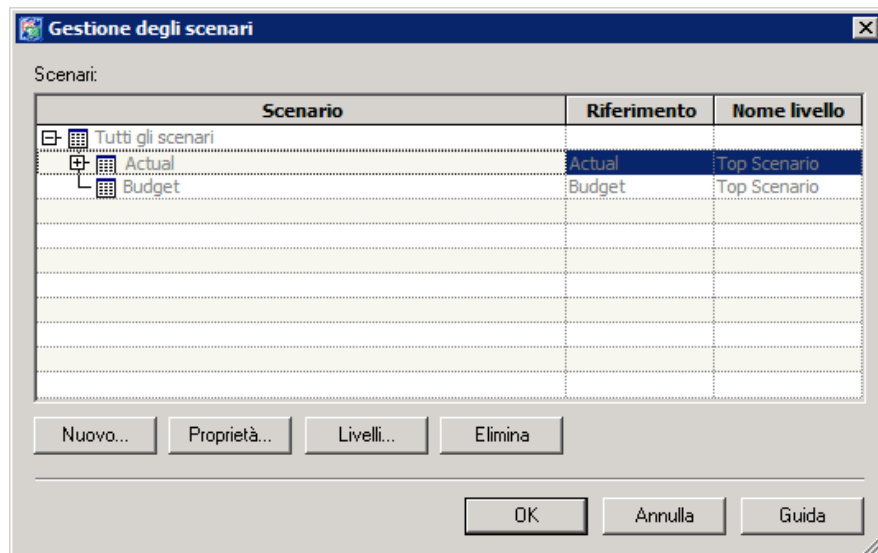 Gestione degli scenari
Scenari:
Scenario Riferimento Nome livello
Tutti gli scenari
Actual Actual Top Scenario
Budget Budget Top Scenario
Nuovo... Proprietà... Livelli... Elimina
OK Annulla Guida